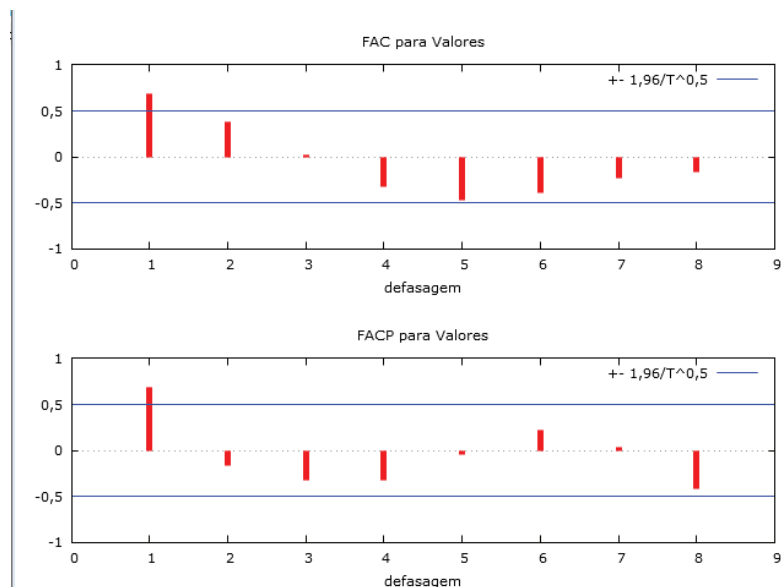 FAC para Valores
+- 1,96/T^0,5
1
0,5
0
-0,5
-1
0 1 2 3 4 5 6 7 8 9
defasagem
FACP para Valores
+- 1,96/T^0,5
1
0,5
0
-0,5
-1
0 1 2 3 4 5 6 7 8 9
defasagem